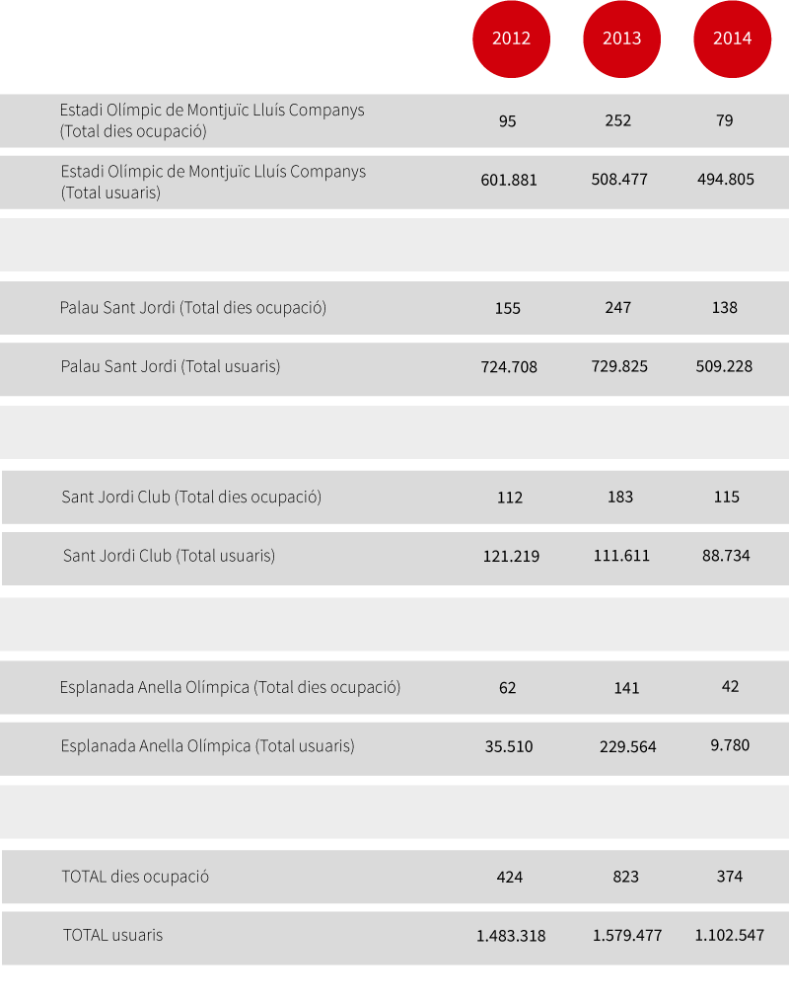 2012 2013 2014
Estadi Olímpic de Montjuïc Lluís Companys
(Total dies ocupació) 95 252 79
Estadi Olímpic de Montjuïc Lluís Companys
(Total usuaris) 601.881 508.477 494.805
Palau Sant Jordi (Total dies ocupació) 155 247 138
Palau Sant Jordi (Total usuaris) 724.708 729.825 509.228
Sant Jordi Club (Total dies ocupació) 112 183 115
Sant Jordi Club (Total usuaris) 121.219 111.611 88.734
Esplanada Anella Olímpica (Total dies ocupació) 62 141 42
Esplanada Anella Olímpica (Total usuaris) 35.510 229.564 9.780
TOTAL dies ocupació 424 823 374
TOTAL usuaris 1.483.318 1.579.477 1.102.547